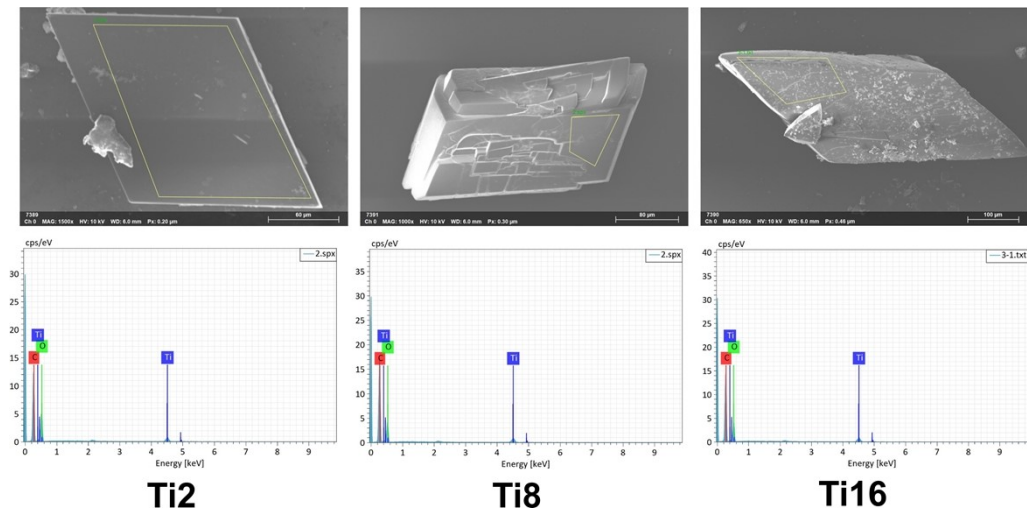 7389
Ch 0 MAG: 1500x HV: 10 kV WD: 6.0 mm Px: 0.20 µm
60 µm
7391
Ch 0 MAG: 1000x HV: 10 kV WD: 6.0 mm Px: 0.30 µm
80 µm
7390
Ch 0 MAG: 650x HV: 10 kV WD: 6.0 mm Px: 0.46 µm
100 µm
cps/eV
2.spx
30
25
20
15
10
5
0
Ti
O
C
Ti
0 1 2 3 4 5 6 7 8 9
Energy [keV]
cps/eV
2.spx
35
30
25
20
15
10
5
0
Ti
O
C
Ti
0 1 2 3 4 5 6 7 8 9
Energy [keV]
cps/eV
3-1.txt
40
35
30
25
20
15
10
5
0
Ti
O
C
Ti
0 1 2 3 4 5 6 7 8 9
Energy [keV]
Ti2
Ti8
Ti16